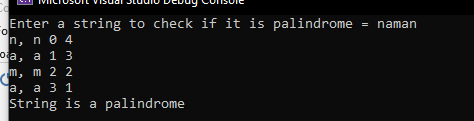 Microsoft Visual Studio Debug Console
Enter a string to check if it is palindrome = naman
n, n 0 4
a, a 1 3
m, m 2 2
a, a 3 1
String is a palindrome